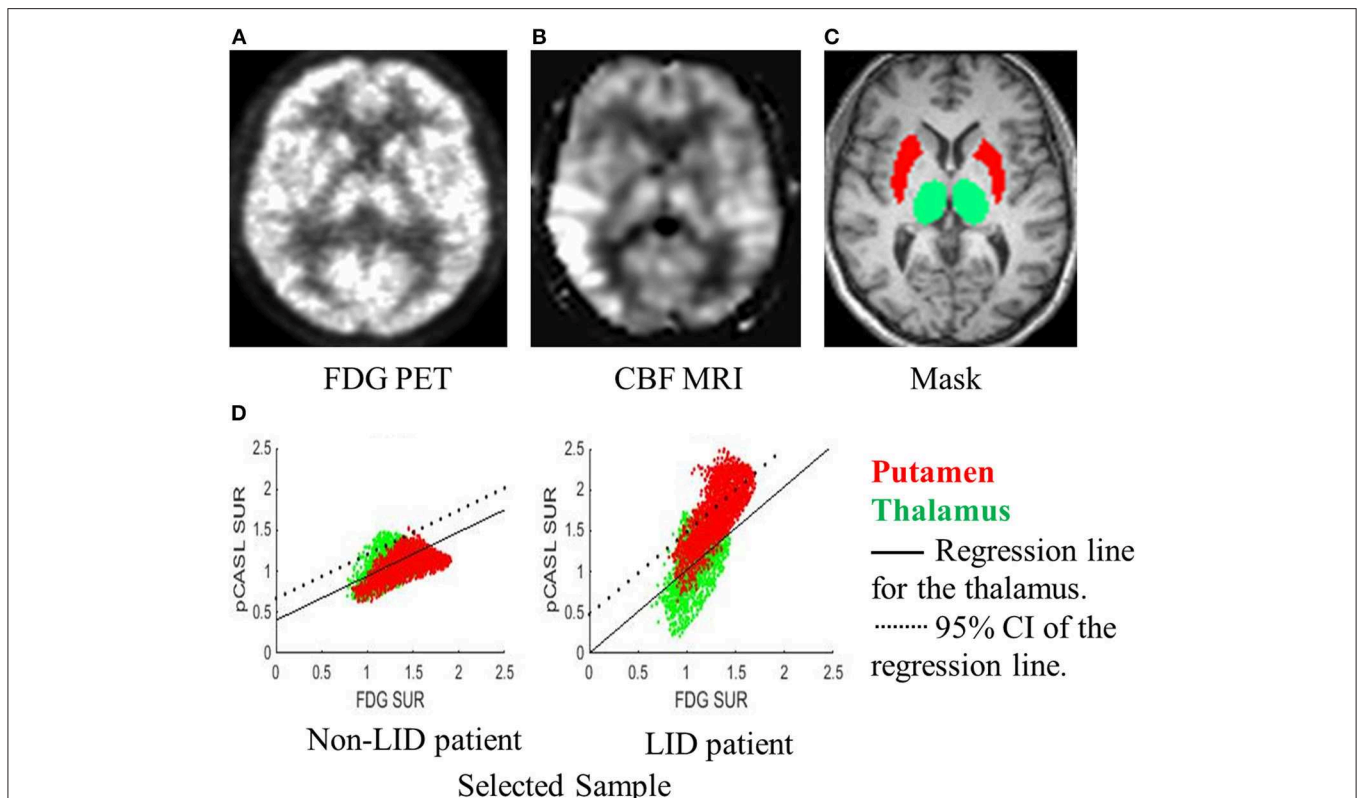 A
B
C
FDG PET
CBF MRI
Mask
D
2.5
2
1.5
1
0.5
0
pCASL SUR
0
0.5
1
1.5
2
2.5
FDG SUR
Non-LID patient
2.5
2
1.5
1
0.5
0
pCASL SUR
0
0.5
1
1.5
2
2.5
FDG SUR
LID patient
Selected Sample
Putamen
Thalamus
Regression line
for the thalamus.
95% CI of the
regression line.